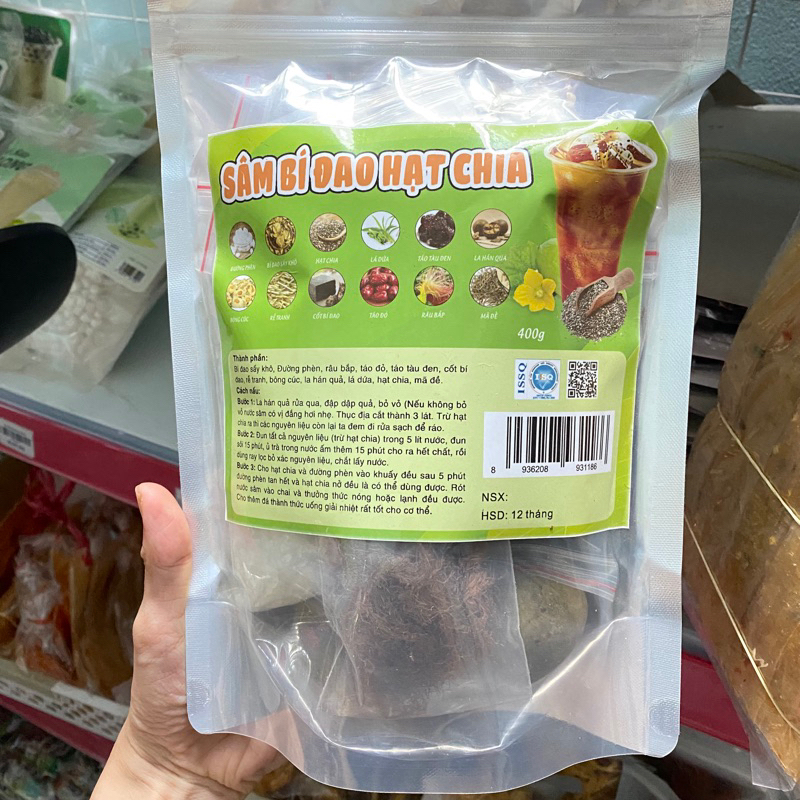 SÂM BÍ ĐAO HẠT CHIA
ĐƯỜNG PHÈN BÍ ĐAO SẤY KHÔ HẠT CHIA LÁ DỨA TÁO TÀU ĐEN LA HÁN QUẢ
BÔNG CÚC RỄ TRANH CỐT BÍ ĐAO TÁO ĐỎ RÂU BẮP MÃ ĐỀ
400g
Thành phần:
Bí đao sấy khô, Đường phèn, râu bắp, táo đỏ, táo tàu đen, cốt bí
đao, rễ tranh, bông cúc, la hán quả, lá dứa, hạt chia, mã đề.
Cách nấu:
Bước 1: La hán quả rửa qua, đập dập quả, bỏ vỏ (Nếu không bỏ
vỏ nước sâm có vị đắng hơi nhẹ. Thục địa cắt thành 3 lát. Trừ hạt
chia ra thì các nguyên liệu còn lại ta đem đi rửa sạch để ráo.
Bước 2: Đun tất cả nguyên liệu (trừ hạt chia) trong 5 lít nước, đun
sôi 15 phút, ủ trà trong nước ấm thêm 15 phút cho ra hết chất, rồi
dùng ray lọc bỏ xác nguyên liệu, chắt lấy nước.
Bước 3: Cho hạt chia và đường phèn vào khuấy đều sau 5 phút
đường phèn tan hết và hạt chia nở đều là có thể dùng được. Rót
nước sâm vào chai và thưởng thức nóng hoặc lạnh đều được.
Cho thêm đá thành thức uống giải nhiệt rất tốt cho cơ thể.
ISSQ
ISO
8 936208 931186
NSX:
HSD: 12 tháng